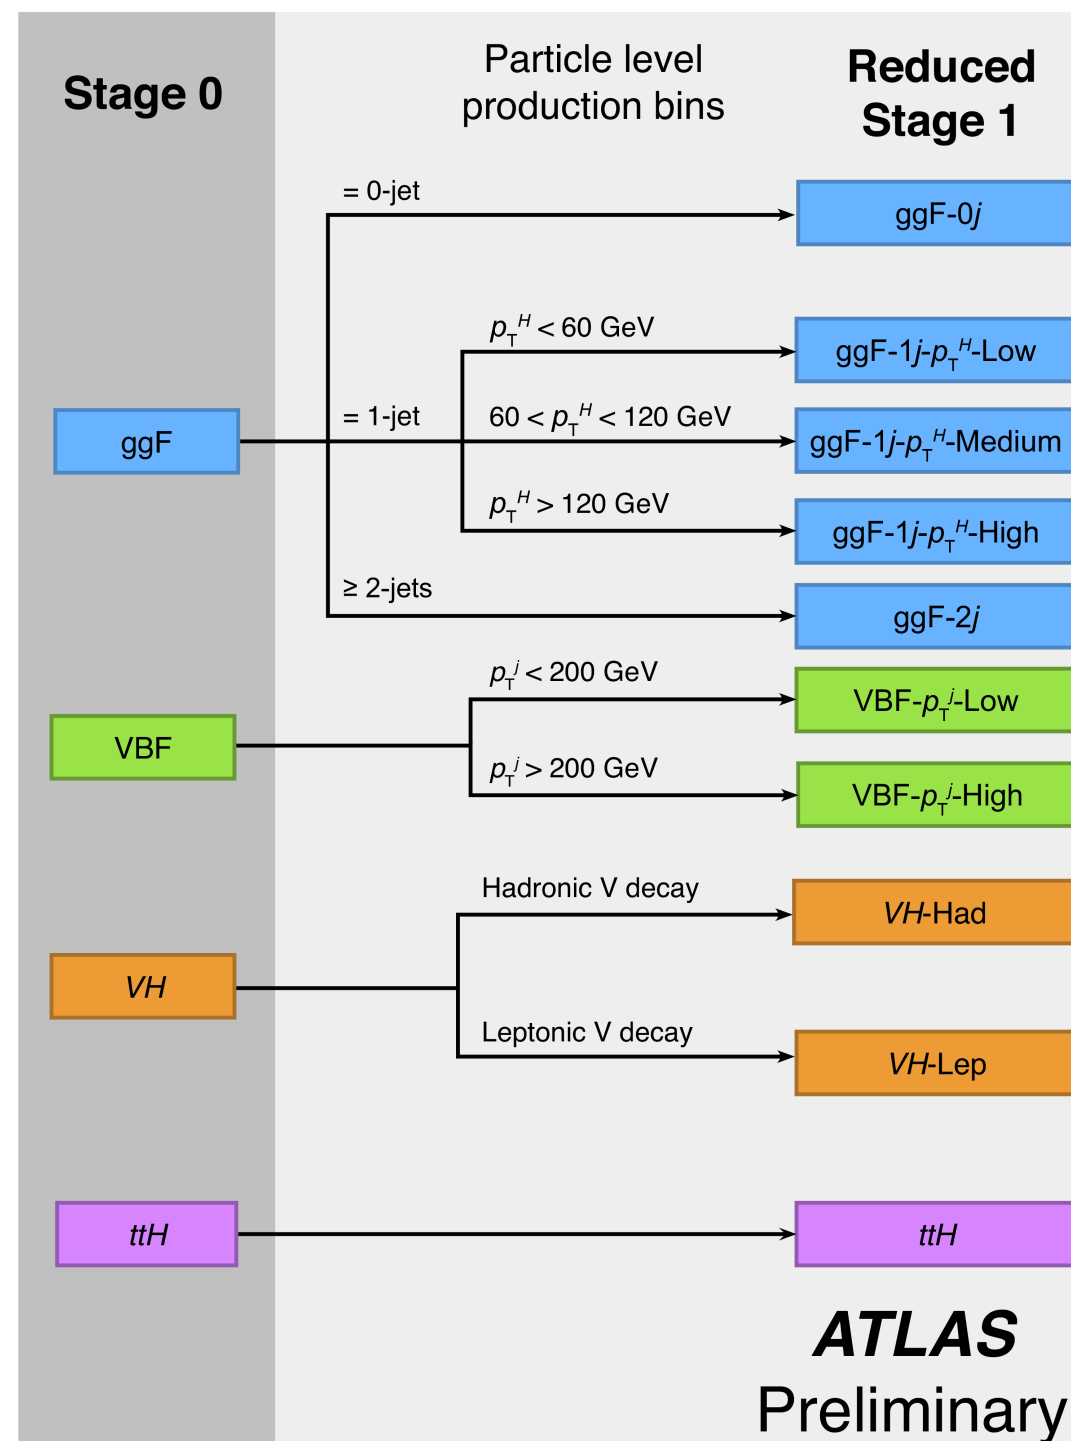 Stage 0
Particle level
production bins
Reduced
Stage 1
= 0-jet
ggF-0j
p_T^H < 60 GeV
ggF-1j-p_T^H-Low
ggF
= 1-jet
60 < p_T^H < 120 GeV
ggF-1j-p_T^H-Medium
p_T^H > 120 GeV
ggF-1j-p_T^H-High
≥ 2-jets
ggF-2j
p_T^j < 200 GeV
VBF-p_T^j-Low
VBF
p_T^j > 200 GeV
VBF-p_T^j-High
Hadronic V decay
VH-Had
VH
Leptonic V decay
VH-Lep
ttH
ttH
ATLAS
Preliminary